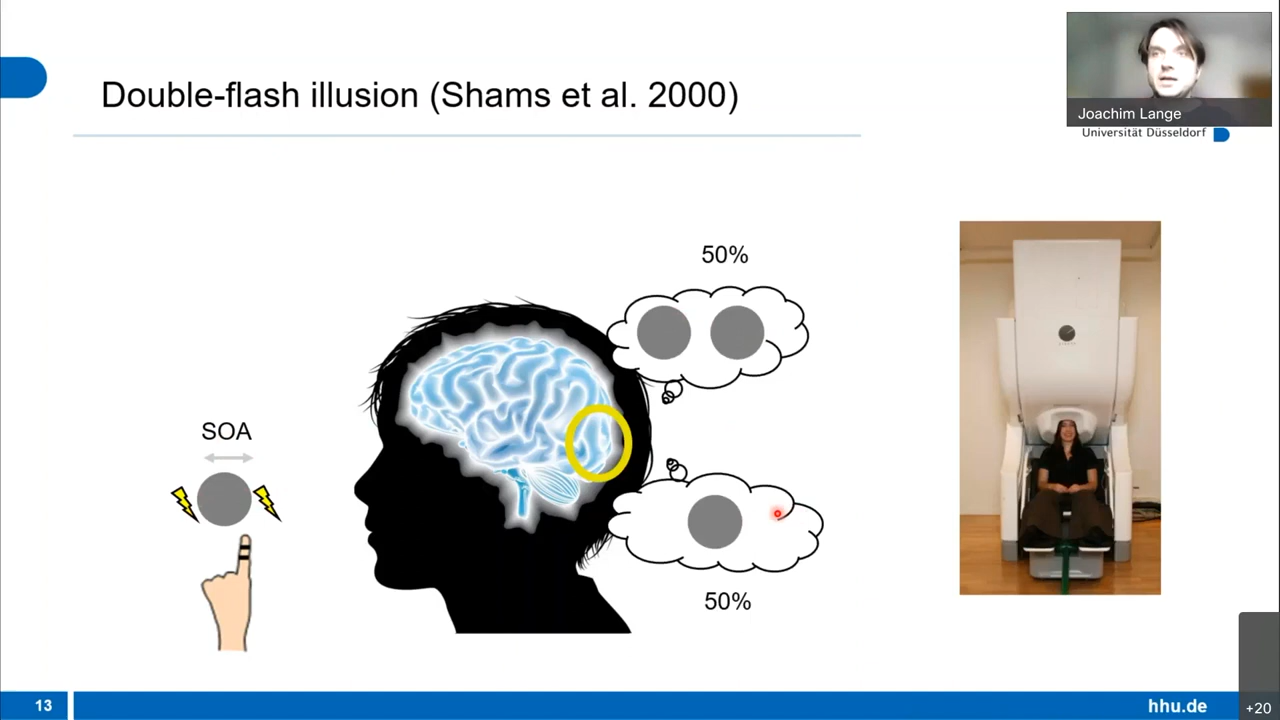 Double-flash illusion (Shams et al. 2000)
Joachim Lange
Universität Düsseldorf
50%
SOA
50%
13
hhu.de
+20